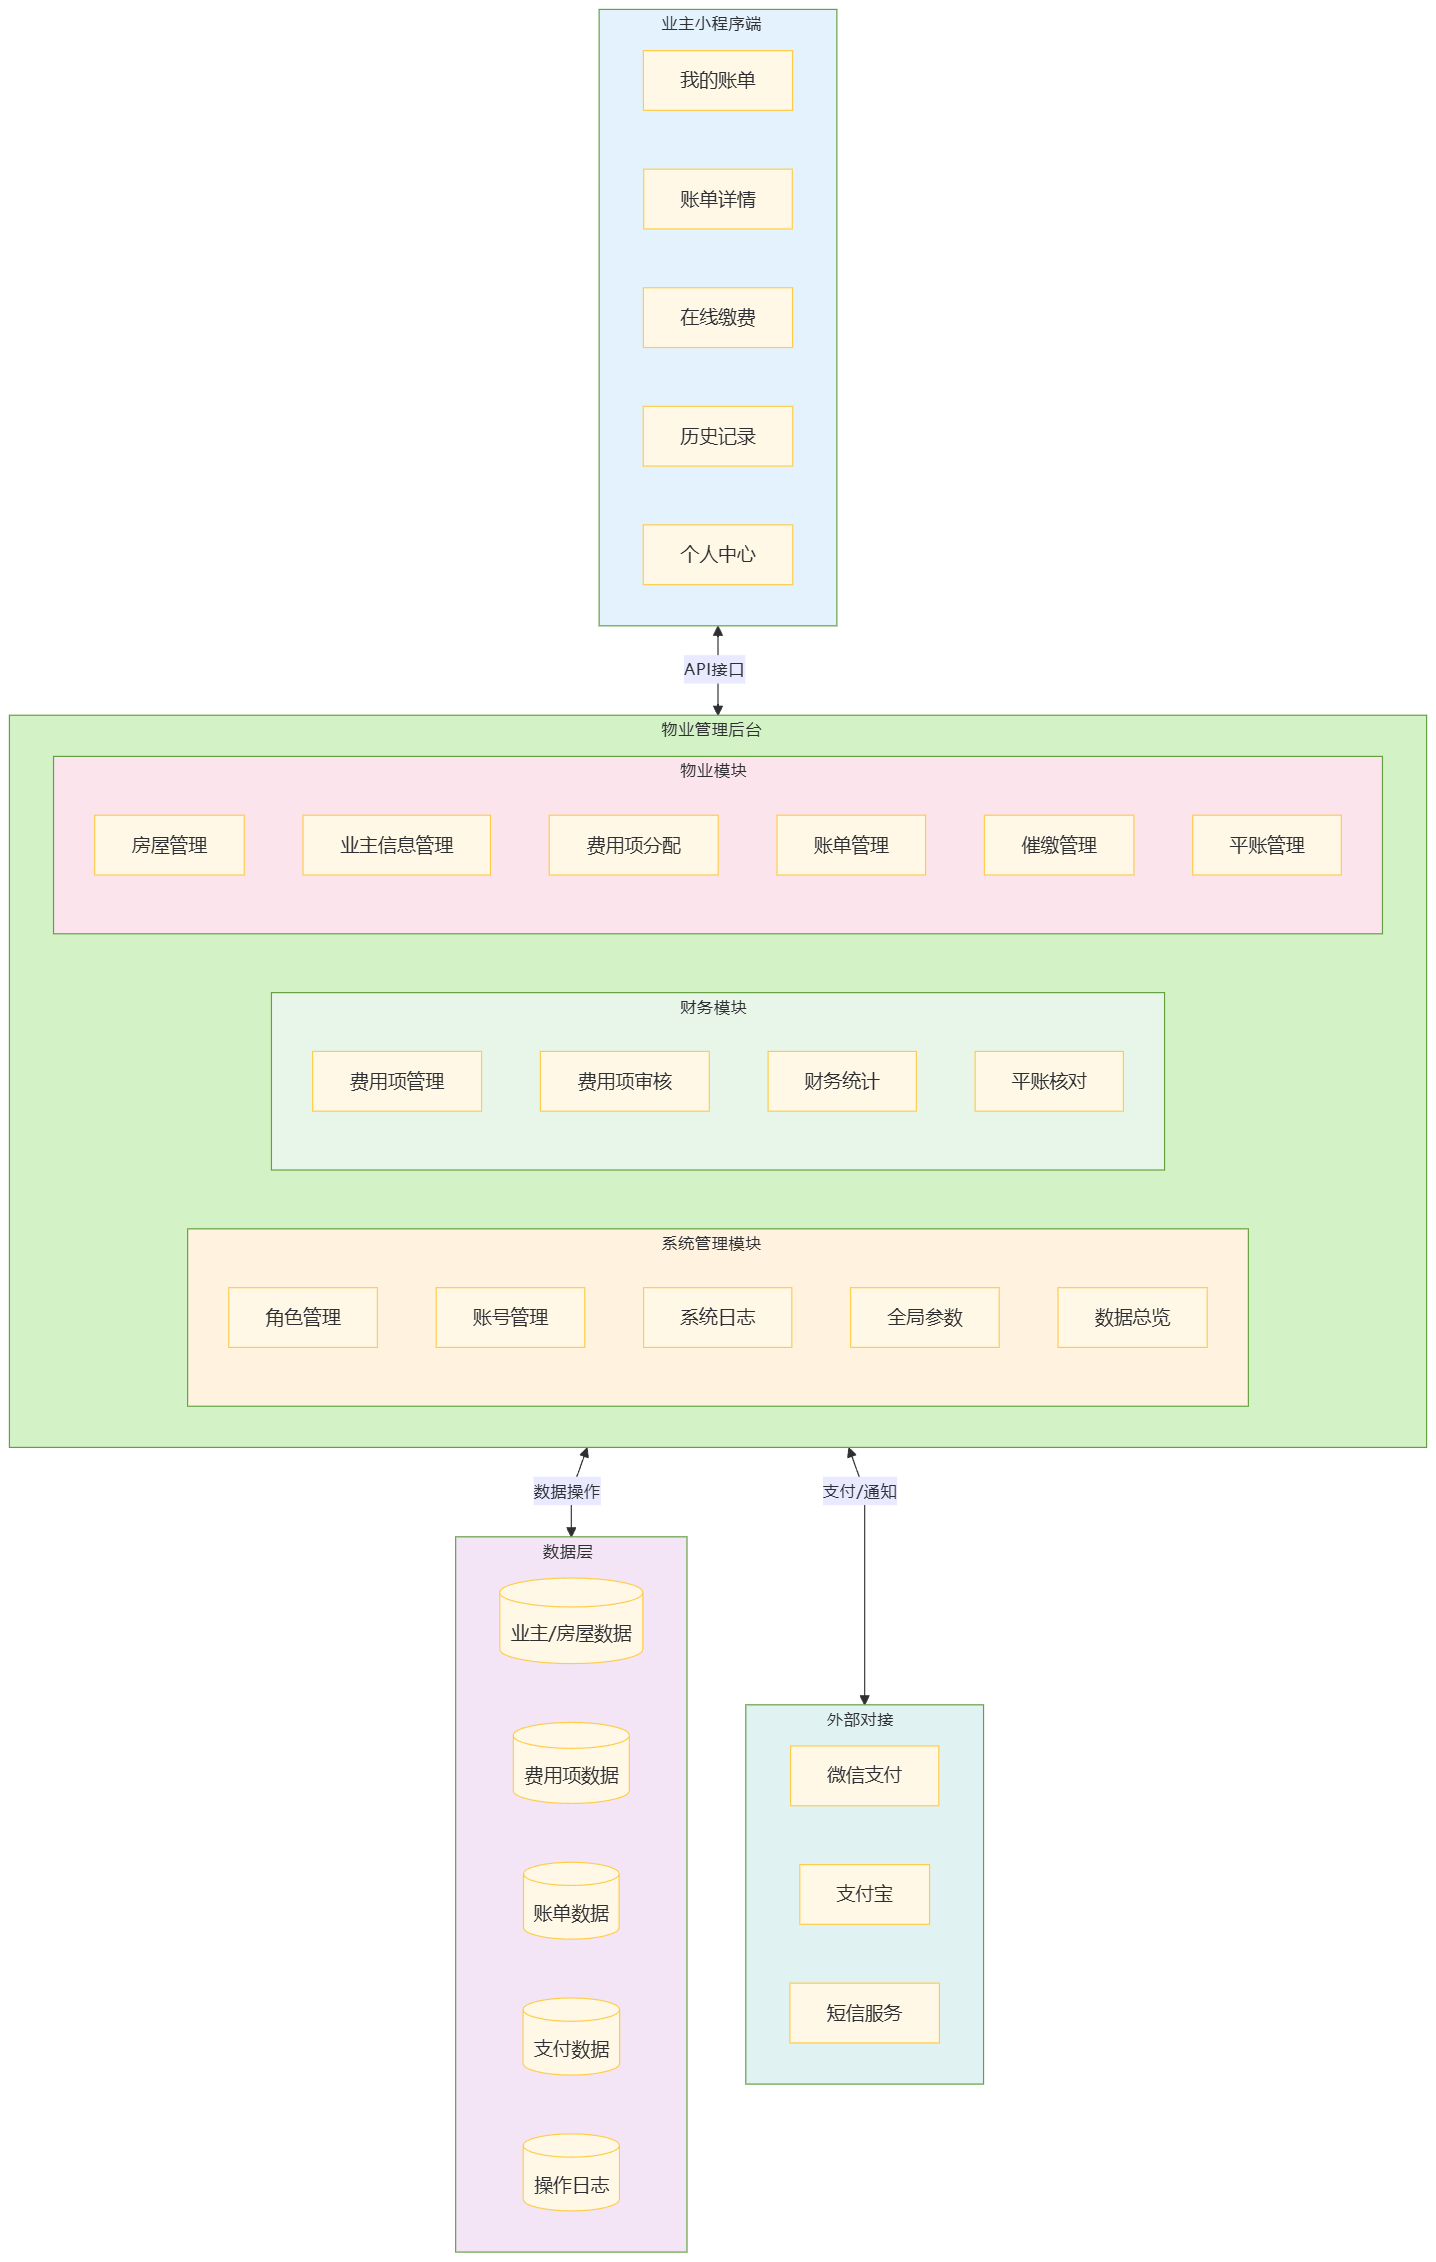 业主小程序端
我的账单
账单详情
在线缴费
历史记录
个人中心
API接口
物业管理后台
物业模块
房屋管理
业主信息管理
费用项分配
账单管理
催缴管理
平账管理
财务模块
费用项管理
费用项审核
财务统计
平账核对
系统管理模块
角色管理
账号管理
系统日志
全局参数
数据总览
数据操作
支付/通知
数据层
业主/房屋数据
费用项数据
账单数据
支付数据
操作日志
外部对接
微信支付
支付宝
短信服务